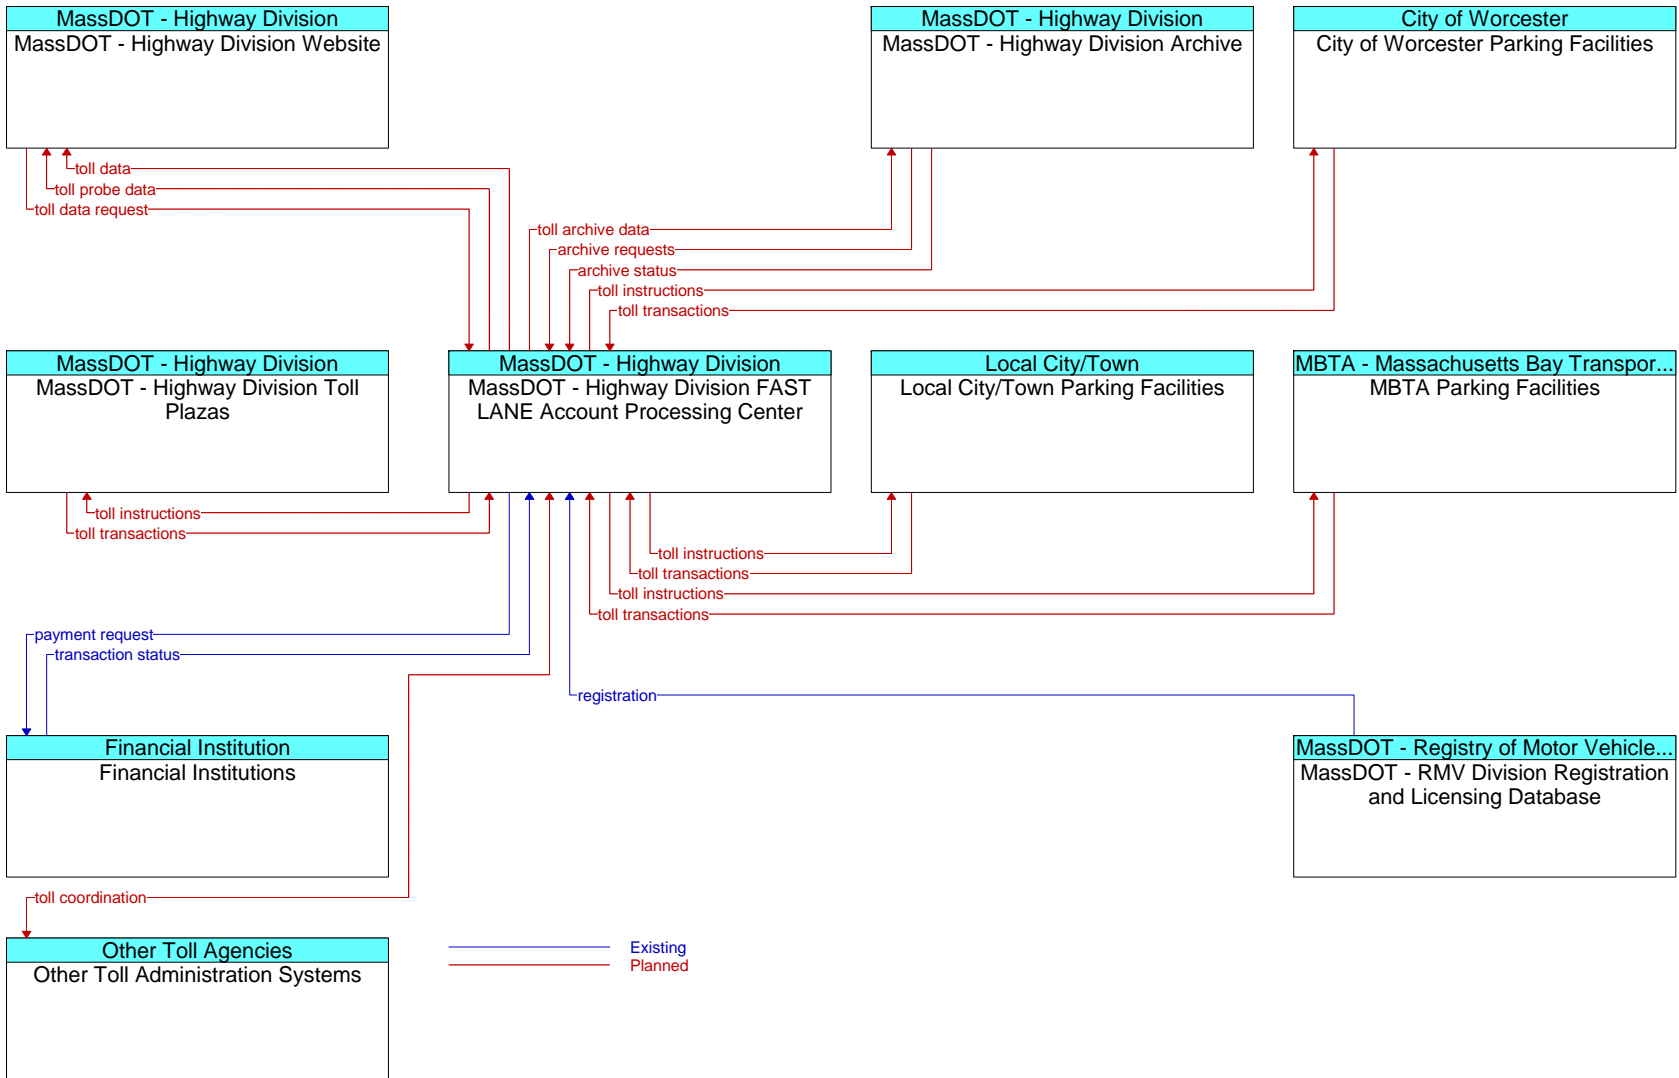 MassDOT - Highway Division
MassDOT - Highway Division Website
MassDOT - Highway Division
MassDOT - Highway Division Archive
City of Worcester
City of Worcester Parking Facilities
toll data
toll probe data
toll data request
toll archive data
archive requests
archive status
toll instructions
toll transactions
MassDOT - Highway Division
MassDOT - Highway Division Toll
Plazas
MassDOT - Highway Division
MassDOT - Highway Division FAST
LANE Account Processing Center
Local City/Town
Local City/Town Parking Facilities
MBTA - Massachusetts Bay Transpor...
MBTA Parking Facilities
toll instructions
toll transactions
toll instructions
toll transactions
toll instructions
toll transactions
payment request
transaction status
registration
Financial Institution
Financial Institutions
MassDOT - Registry of Motor Vehicle...
MassDOT - RMV Division Registration
and Licensing Database
toll coordination
Other Toll Agencies
Other Toll Administration Systems
Existing
Planned